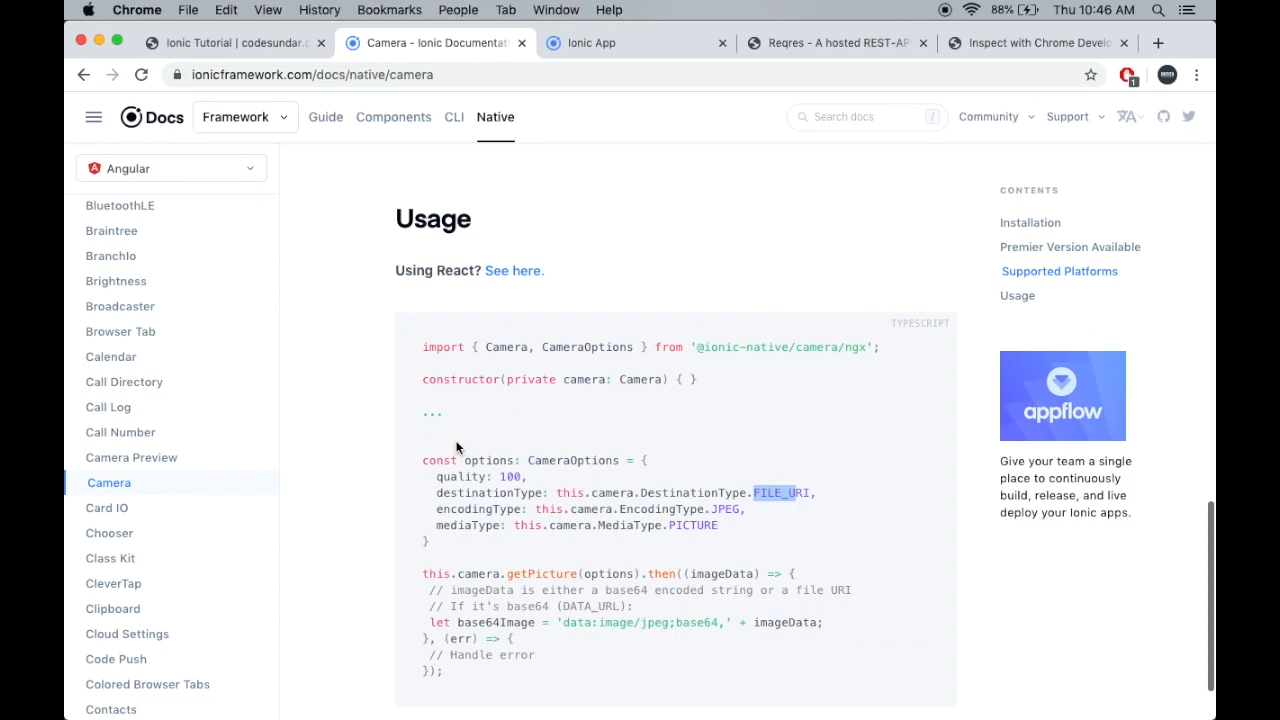 Chrome File Edit View History Bookmarks People Tab Window Help 88% Thu 10:46 AM
Ionic Tutorial | codesundar.c
Camera - Ionic Documentati
Ionic App
Reqres - A hosted REST-AP
Inspect with Chrome Develo
ionicframework.com/docs/native/camera
1
Docs
Framework
Guide
Components
CLI
Native
Search docs /
Community
Support
Angular
BluetoothLE
Braintree
BranchIo
Brightness
Broadcaster
Browser Tab
Calendar
Call Directory
Call Log
Call Number
Camera Preview
Camera
Card IO
Chooser
Class Kit
CleverTap
Clipboard
Cloud Settings
Code Push
Colored Browser Tabs
Contacts
Usage
Using React? See here.
TYPESCRIPT
import { Camera, CameraOptions } from '@ionic-native/camera/ngx';
constructor(private camera: Camera) { }
...
const options: CameraOptions = {
quality: 100,
destinationType: this.camera.DestinationType.FILE_URI,
encodingType: this.camera.EncodingType.JPEG,
mediaType: this.camera.MediaType.PICTURE
}
this.camera.getPicture(options).then((imageData) => {
// imageData is either a base64 encoded string or a file URI
// If it's base64 (DATA_URL):
let base64Image = 'data:image/jpeg;base64,' + imageData;
}, (err) => {
// Handle error
});
CONTENTS
Installation
Premier Version Available
Supported Platforms
Usage
appflow
Give your team a single
place to continuously
build, release, and live
deploy your Ionic apps.